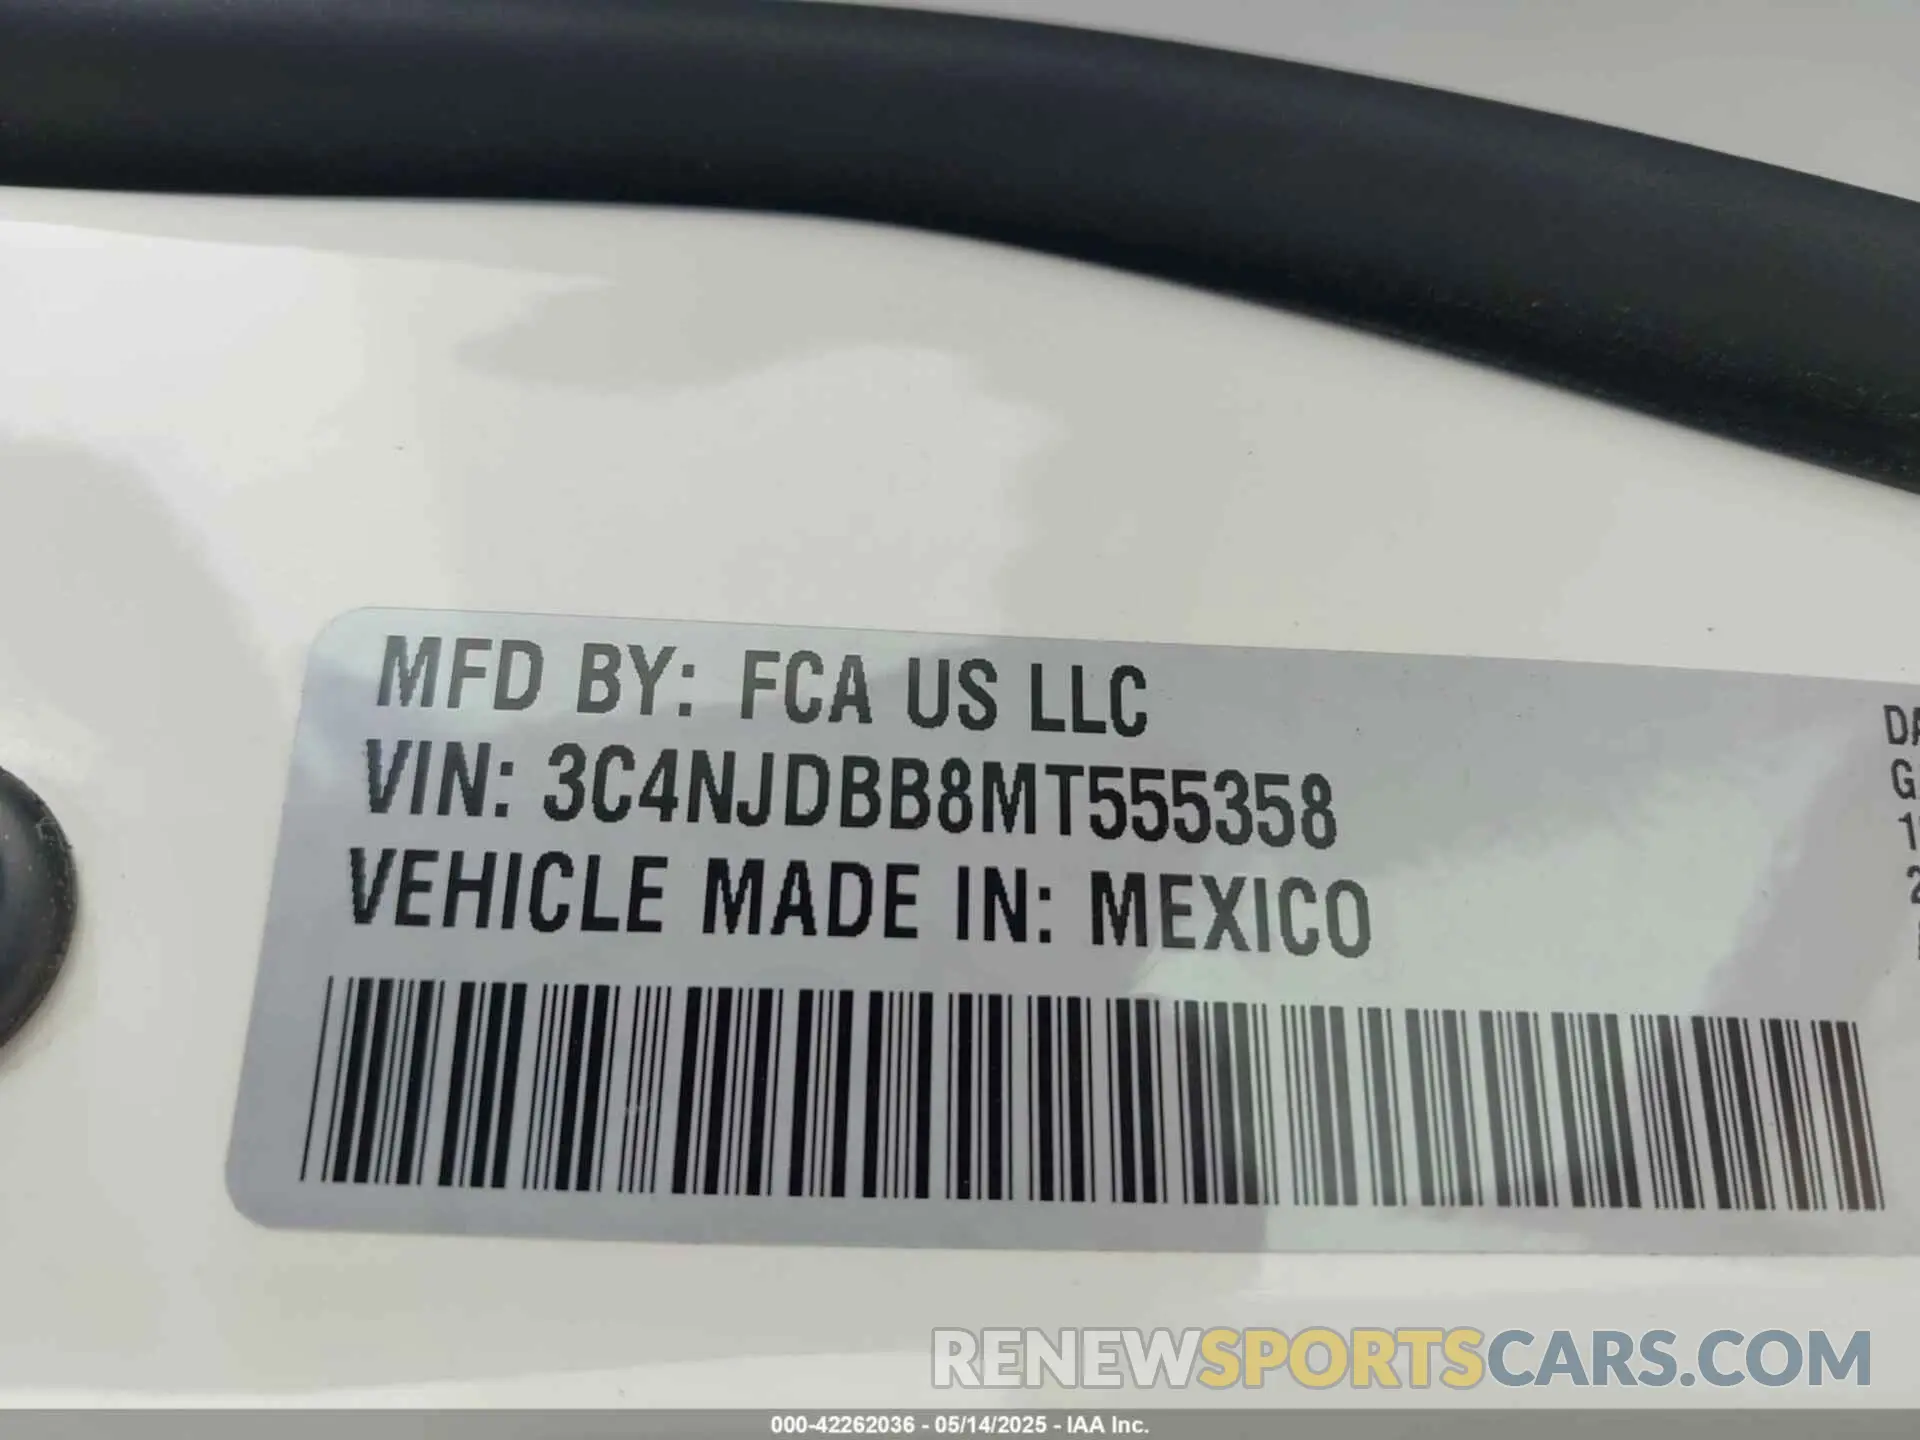 MFD BY: FCA US LLC
VIN: 3C4NJDBB8MT555358
VEHICLE MADE IN: MEXICO
RENEWSPORTSCARS.COM
000-42262036 - 05/14/2025 - IAA Inc.